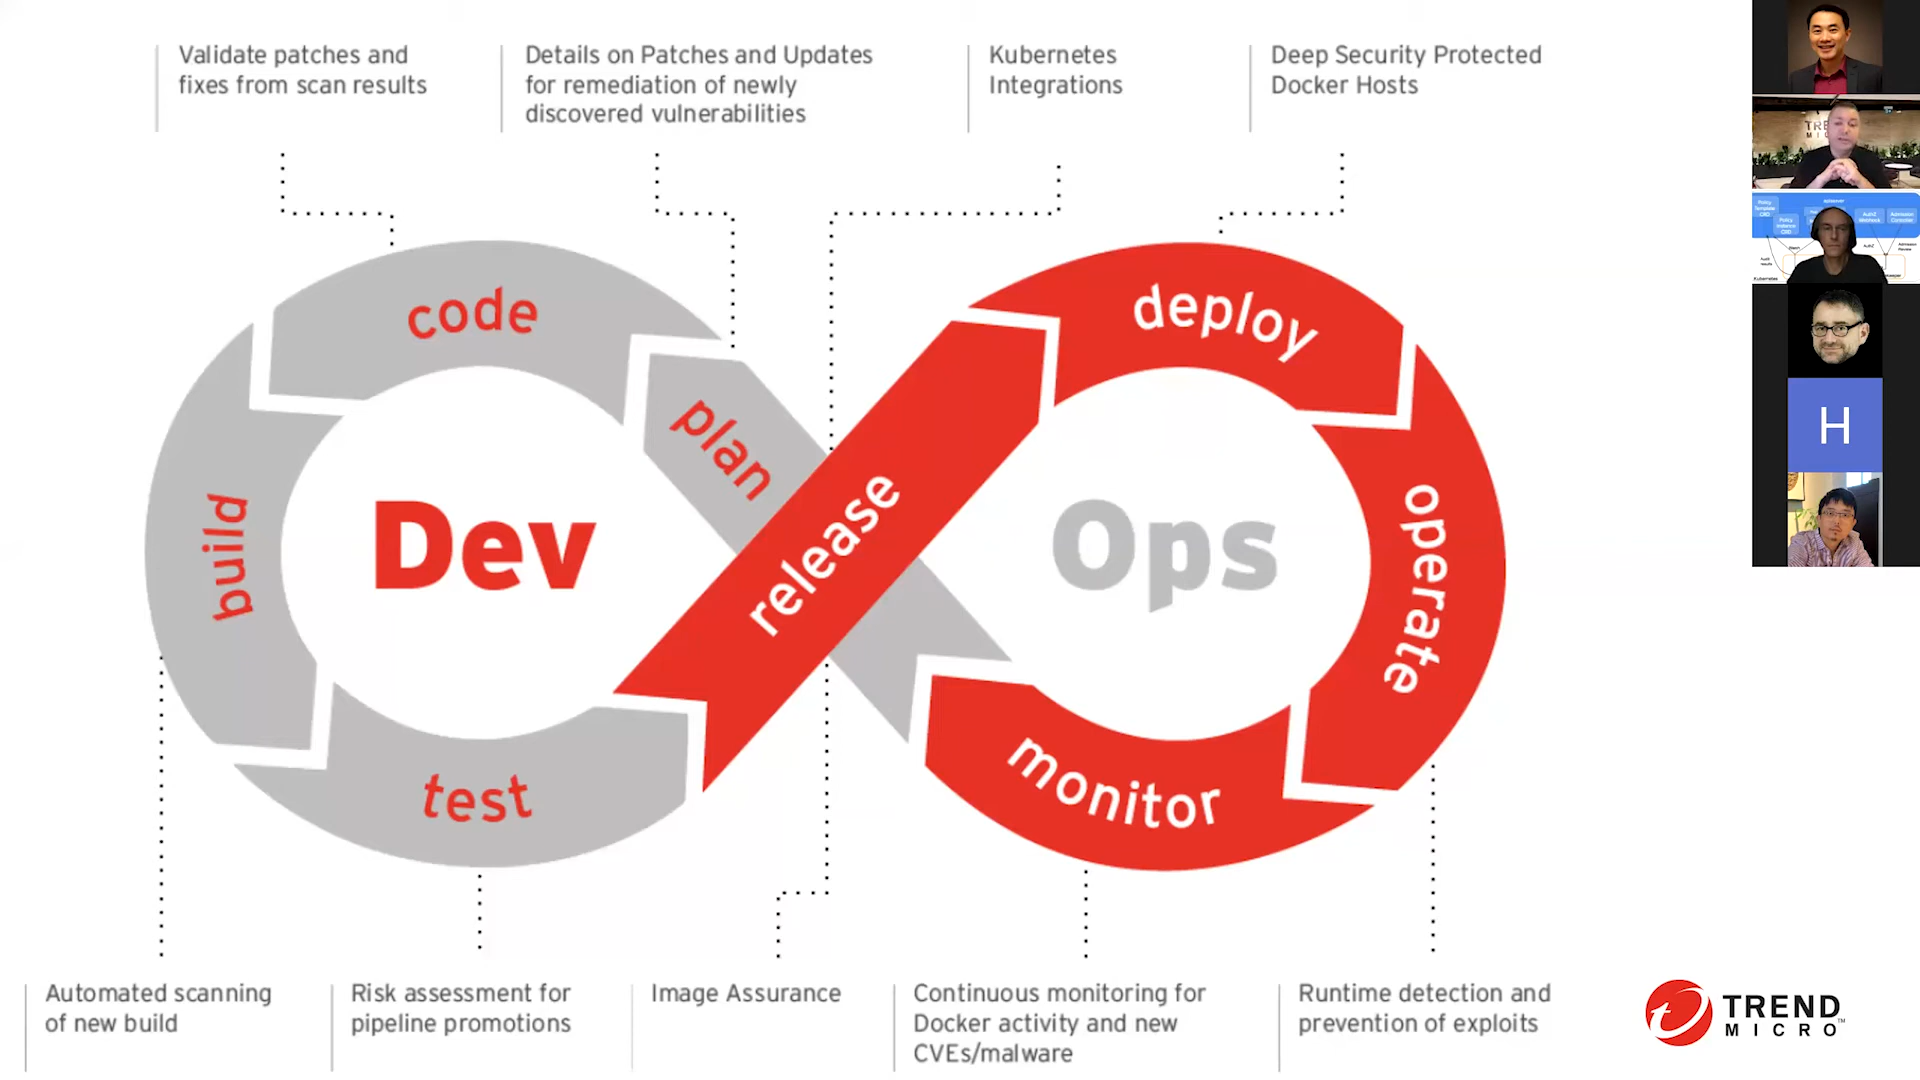 Validate patches and
fixes from scan results
Details on Patches and Updates
for remediation of newly
discovered vulnerabilities
Kubernetes
Integrations
Deep Security Protected
Docker Hosts
code
plan
build
test
Dev
release
deploy
operate
monitor
Ops
Automated scanning
of new build
Risk assessment for
pipeline promotions
Image Assurance
Continuous monitoring for
Docker activity and new
CVEs/malware
Runtime detection and
prevention of exploits
TREND
MICRO™
H